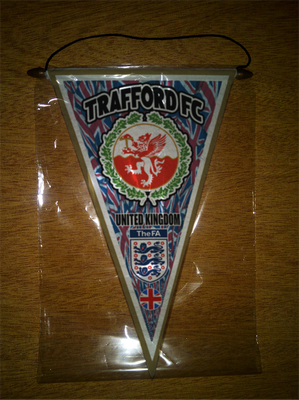 TRAFFORD FC
UNITED KINGDOM
The FA